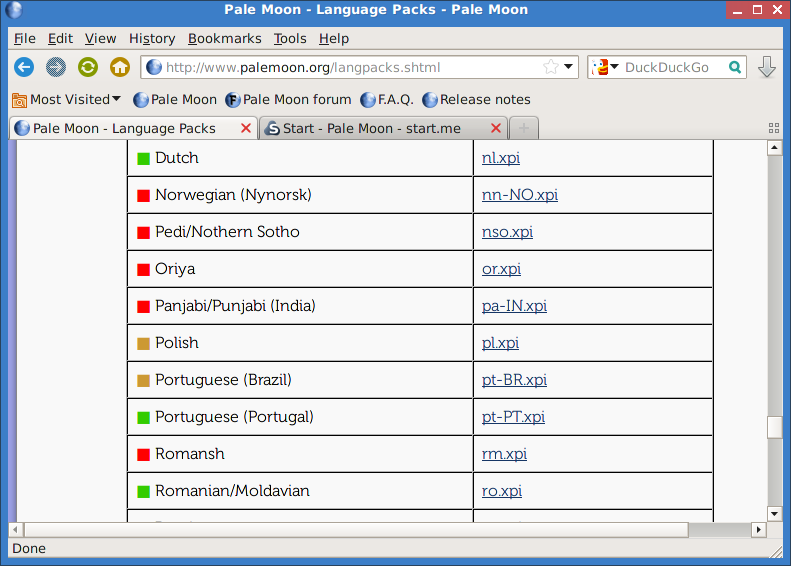 Pale Moon - Language Packs - Pale Moon
File Edit View History Bookmarks Tools Help
http://www.palemoon.org/langpacks.shtml DuckDuckGo
Most Visited Pale Moon Pale Moon forum F.A.Q. Release notes
Pale Moon - Language Packs Start - Pale Moon - start.me
Dutch nl.xpi
Norwegian (Nynorsk) nn-NO.xpi
Pedi/Nothern Sotho nso.xpi
Oriya or.xpi
Panjabi/Punjabi (India) pa-IN.xpi
Polish pl.xpi
Portuguese (Brazil) pt-BR.xpi
Portuguese (Portugal) pt-PT.xpi
Romansh rm.xpi
Romanian/Moldavian ro.xpi
Done